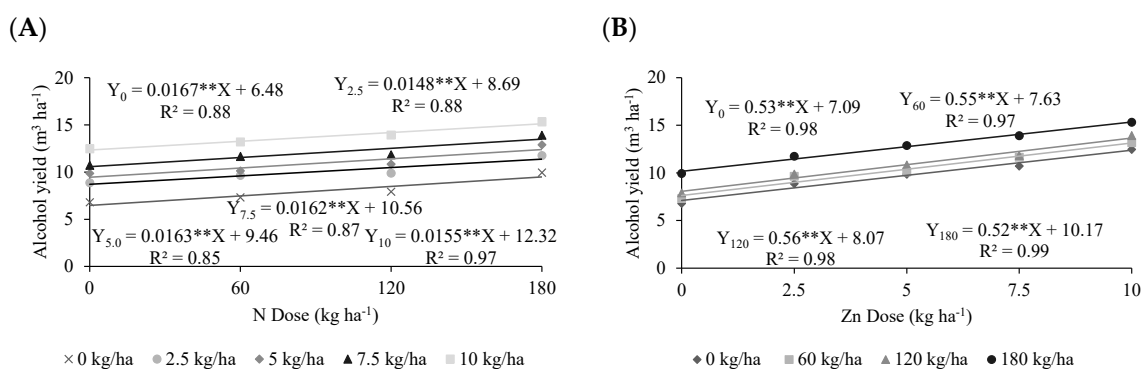 (A)
Y₀ = 0.0167**X + 6.48
R² = 0.88
Y₂.₅ = 0.0148**X + 8.69
R² = 0.88
Y₇.₅ = 0.0162**X + 10.56
R² = 0.87
Y₅.₀ = 0.0163**X + 9.46
R² = 0.85
Y₁₀ = 0.0155**X + 12.32
R² = 0.97
Alcohol yield (m³ ha⁻¹)
20
15
10
5
0
0 60 120 180
N Dose (kg ha⁻¹)
0 kg/ha 2.5 kg/ha 5 kg/ha 7.5 kg/ha 10 kg/ha
(B)
Y₀ = 0.53**X + 7.09
R² = 0.98
Y₆₀ = 0.55**X + 7.63
R² = 0.97
Y₁₂₀ = 0.56**X + 8.07
R² = 0.98
Y₁₈₀ = 0.52**X + 10.17
R² = 0.99
Alcohol yield (m³ ha⁻¹)
20
15
10
5
0
0 2.5 5 7.5 10
Zn Dose (kg ha⁻¹)
0 kg/ha 60 kg/ha 120 kg/ha 180 kg/ha